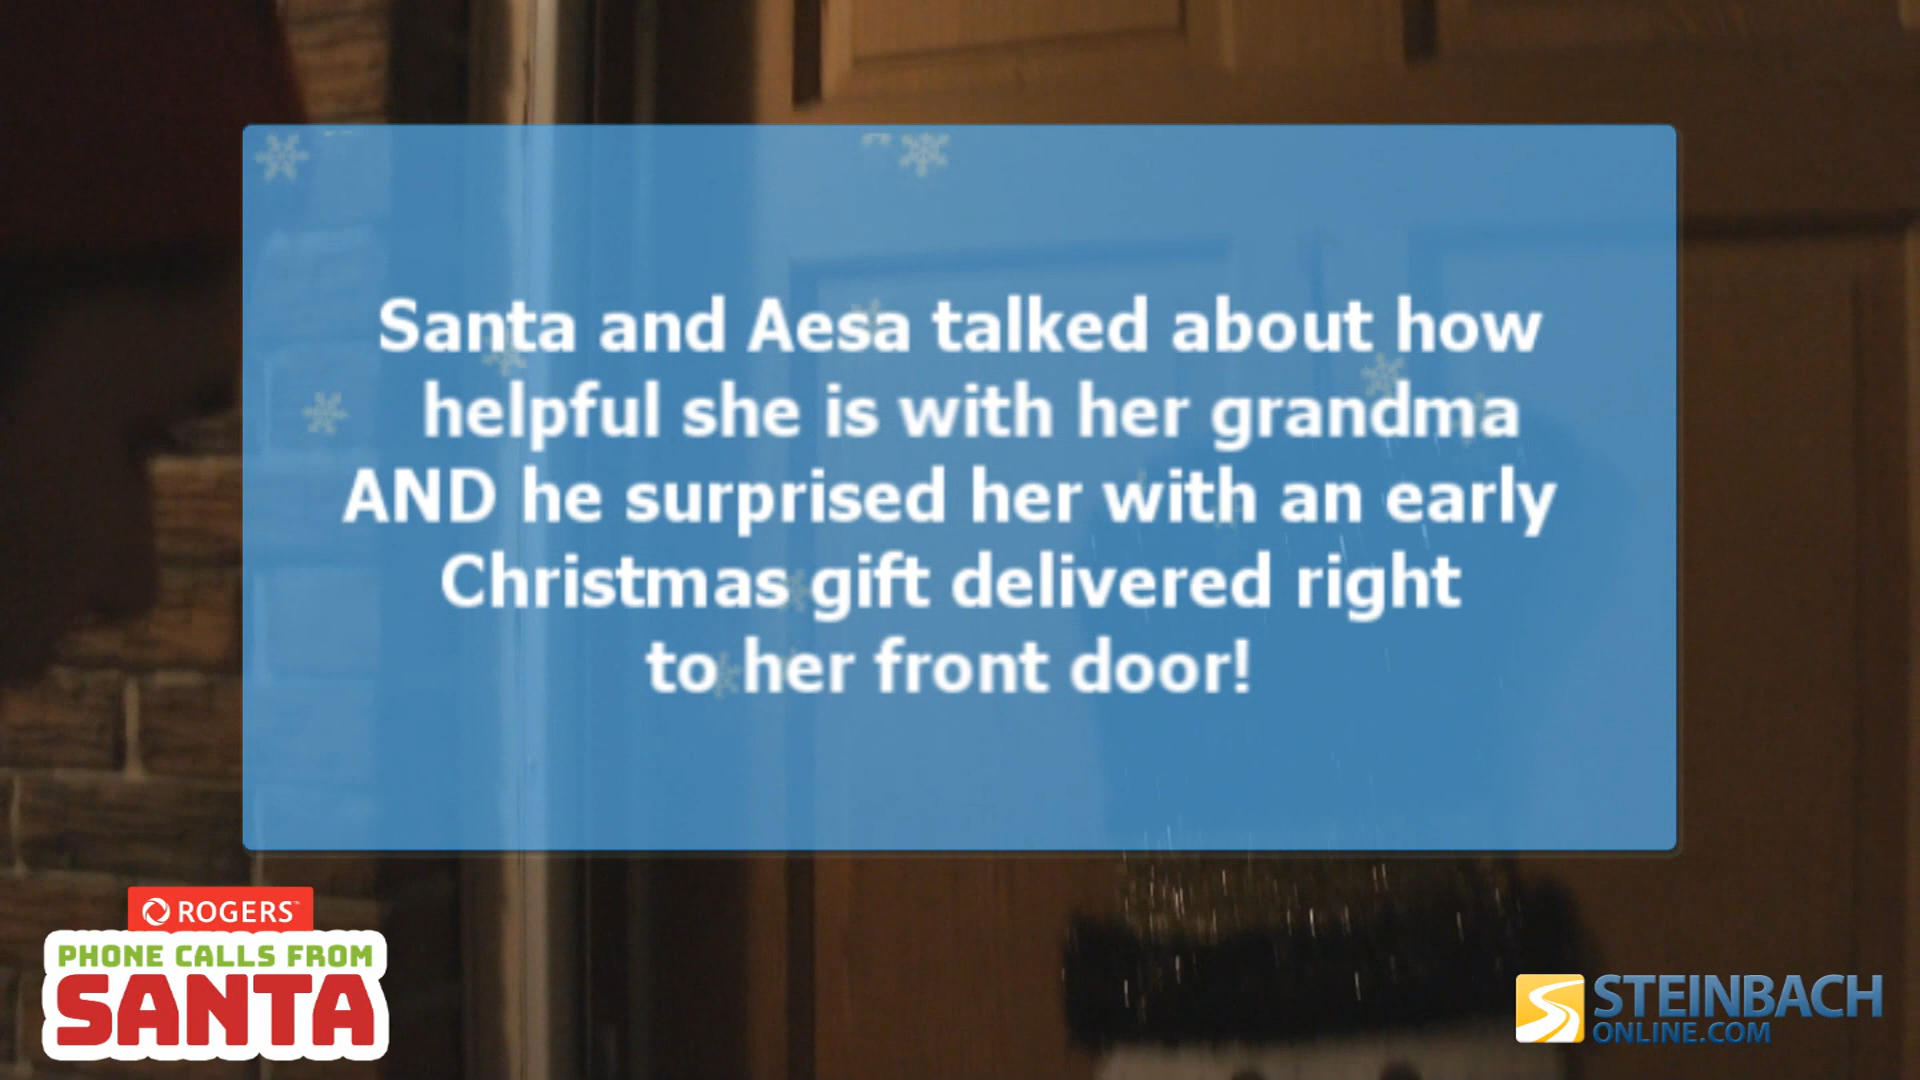 Santa and Aesa talked about how
helpful she is with her grandma
AND he surprised her with an early
Christmas gift delivered right
to her front door!
ROGERS™
PHONE CALLS FROM
SANTA
STEINBACH
ONLINE.COM